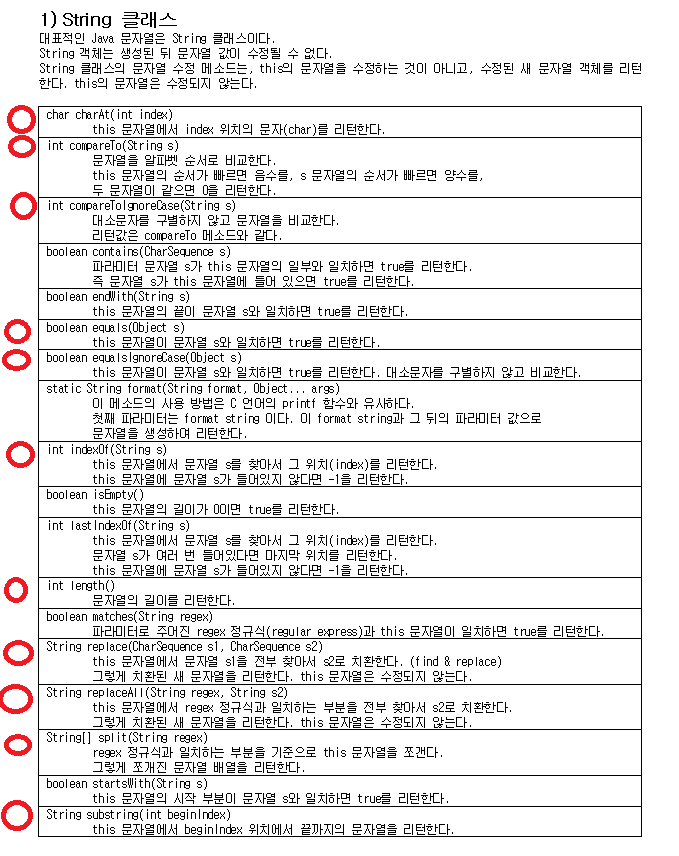 1) String 클래스
대표적인 Java 문자열은 String 클래스이다.
String 객체는 생성된 뒤 문자열 값이 수정될 수 없다.
String 클래스의 문자열 수정 메소드는, this의 문자열을 수정하는 것이 아니고, 수정된 새 문자열 객체를 리턴
한다. this의 문자열은 수정되지 않는다.
char charAt(int index)
this 문자열에서 index 위치의 문자(char)를 리턴한다.
int compareTo(String s)
문자열을 알파벳 순서로 비교한다.
this 문자열의 순서가 빠르면 음수를, s 문자열의 순서가 빠르면 양수를,
두 문자열이 같으면 0을 리턴한다.
int compareToIgnoreCase(String s)
대소문자를 구별하지 않고 문자열을 비교한다.
리턴값은 compareTo 메소드와 같다.
boolean contains(CharSequence s)
파라미터 문자열 s가 this 문자열의 일부와 일치하면 true를 리턴한다.
즉 문자열 s가 this 문자열에 들어 있으면 true를 리턴한다.
boolean endWith(String s)
this 문자열의 끝이 문자열 s와 일치하면 true를 리턴한다.
boolean equals(Object s)
this 문자열이 문자열 s와 일치하면 true를 리턴한다.
boolean equalsIgnoreCase(Object s)
this 문자열이 문자열 s와 일치하면 true를 리턴한다. 대소문자를 구별하지 않고 비교한다.
static String format(String format, Object... args)
이 메소드의 사용 방법은 C 언어의 printf 함수와 유사하다.
첫째 파라미터는 format string 이다. 이 format string과 그 뒤의 파라미터 값으로
문자열을 생성하여 리턴한다.
int indexOf(String s)
this 문자열에서 문자열 s를 찾아서 그 위치(index)를 리턴한다.
this 문자열에 문자열 s가 들어있지 않다면 -1을 리턴한다.
boolean isEmpty()
this 문자열의 길이가 0이면 true를 리턴한다.
int lastIndexOf(String s)
this 문자열에서 문자열 s를 찾아서 그 위치(index)를 리턴한다.
문자열 s가 여러 번 들어있다면 마지막 위치를 리턴한다.
this 문자열에 문자열 s가 들어있지 않다면 -1을 리턴한다.
int length()
문자열의 길이를 리턴한다.
boolean matches(String regex)
파라미터로 주어진 regex 정규식(regular express)과 this 문자열이 일치하면 true를 리턴한다.
String replace(CharSequence s1, CharSequence s2)
this 문자열에서 문자열 s1을 전부 찾아서 s2로 치환한다. (find & replace)
그렇게 치환된 새 문자열을 리턴한다. this 문자열은 수정되지 않는다.
String replaceAll(String regex, String s2)
this 문자열에서 regex 정규식과 일치하는 부분을 전부 찾아서 s2로 치환한다.
그렇게 치환된 새 문자열을 리턴한다. this 문자열은 수정되지 않는다.
String[] split(String regex)
regex 정규식과 일치하는 부분을 기준으로 this 문자열을 쪼갠다.
그렇게 쪼개진 문자열 배열을 리턴한다.
boolean startsWith(String s)
this 문자열의 시작 부분이 문자열 s와 일치하면 true를 리턴한다.
String substring(int beginIndex)
this 문자열에서 beginIndex 위치에서 끝까지의 문자열을 리턴한다.